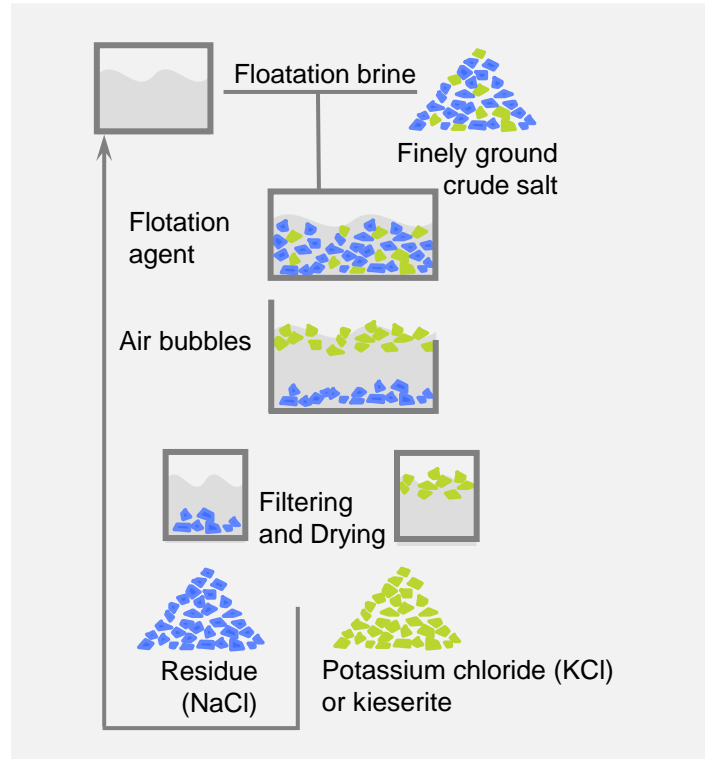 Floatation brine
Finely ground
crude salt
Flotation
agent
Air bubbles
Filtering
and Drying
Residue
(NaCl)
Potassium chloride (KCl)
or kieserite